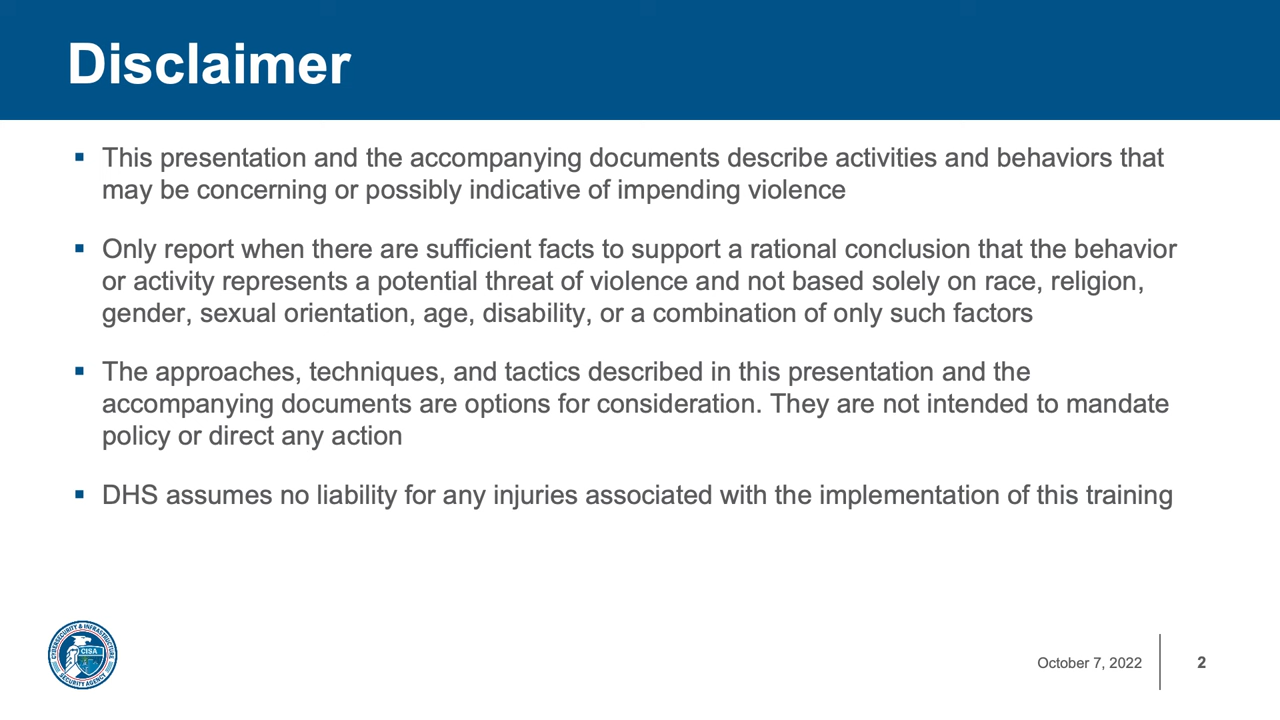 Disclaimer
▪ This presentation and the accompanying documents describe activities and behaviors that
may be concerning or possibly indicative of impending violence
▪ Only report when there are sufficient facts to support a rational conclusion that the behavior
or activity represents a potential threat of violence and not based solely on race, religion,
gender, sexual orientation, age, disability, or a combination of only such factors
▪ The approaches, techniques, and tactics described in this presentation and the
accompanying documents are options for consideration. They are not intended to mandate
policy or direct any action
▪ DHS assumes no liability for any injuries associated with the implementation of this training
CYBERSECURITY & INFRASTRUCTURE
CISA
SECURITY AGENCY
October 7, 2022
2